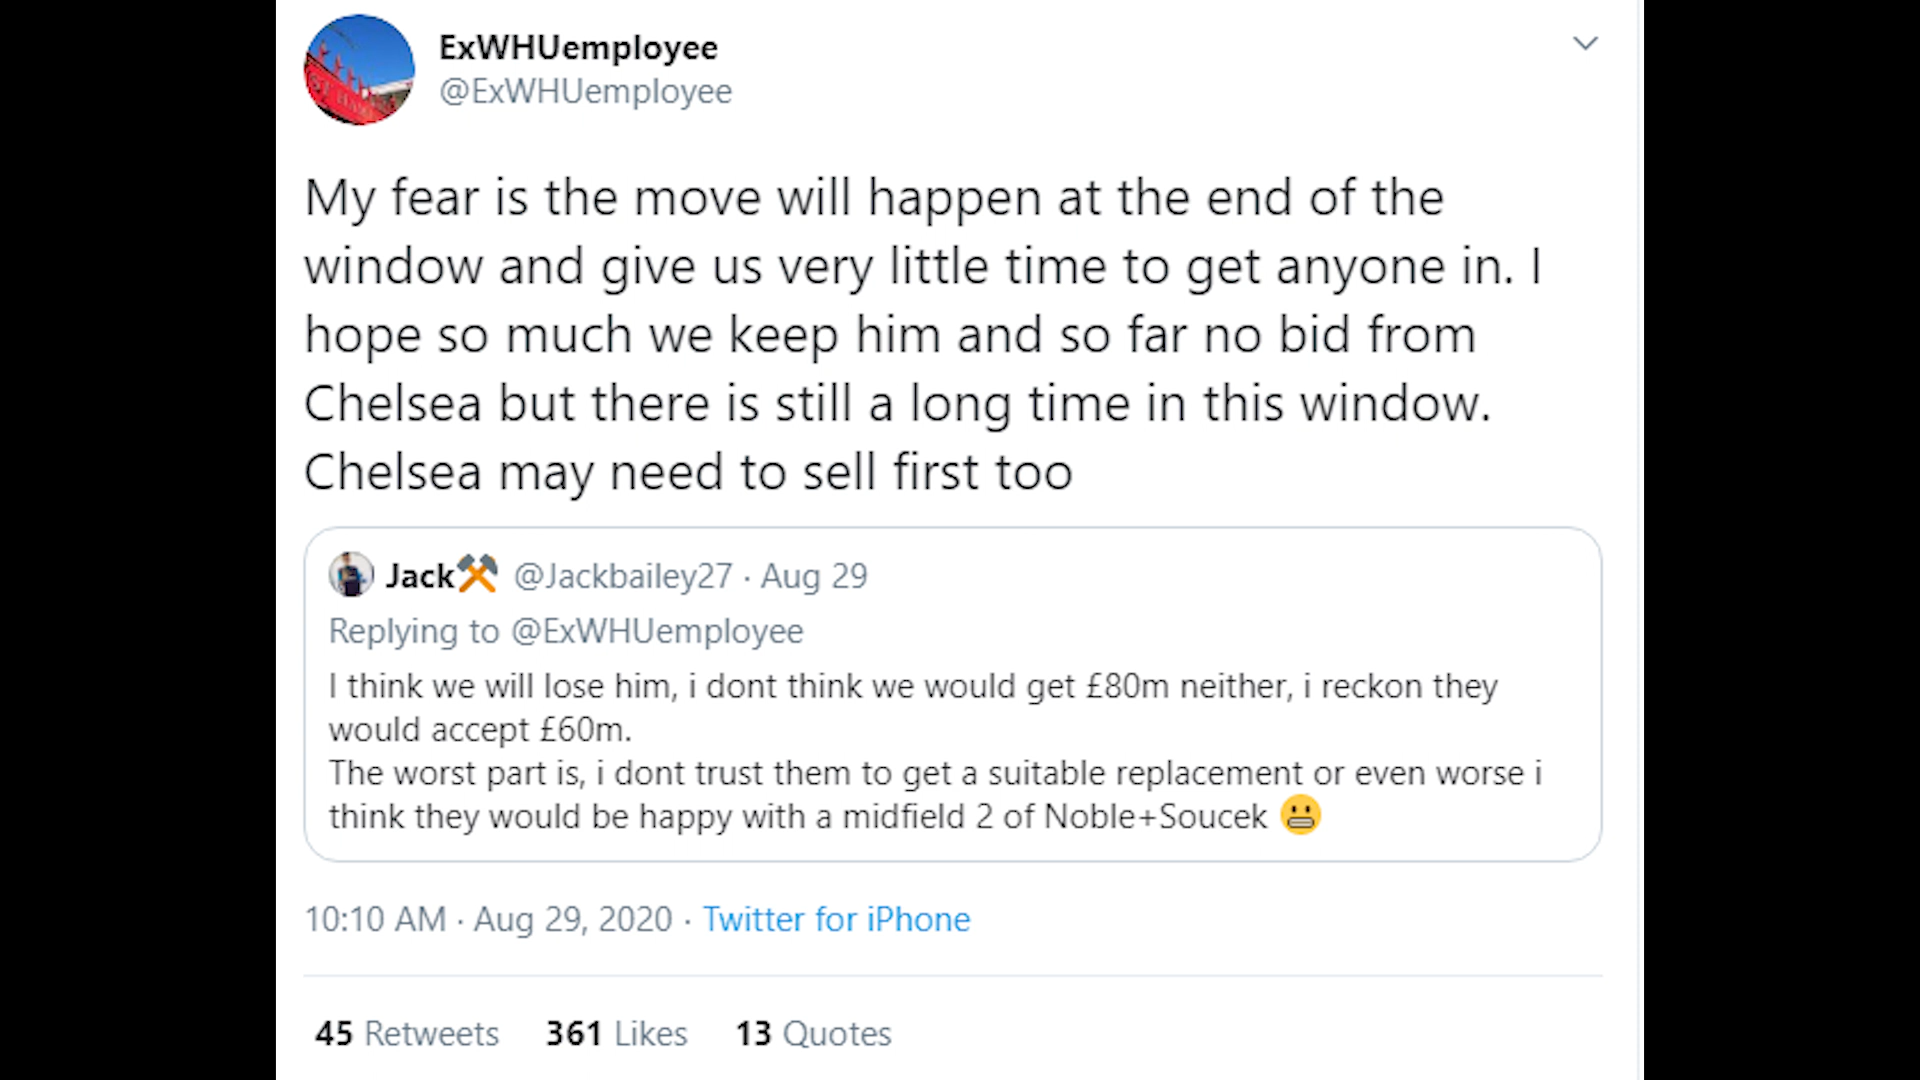 ExWHUemployee
@ExWHUemployee
My fear is the move will happen at the end of the
window and give us very little time to get anyone in. I
hope so much we keep him and so far no bid from
Chelsea but there is still a long time in this window.
Chelsea may need to sell first too
Jack⚒ @Jackbailey27 · Aug 29
Replying to @ExWHUemployee
I think we will lose him, i dont think we would get £80m neither, i reckon they
would accept £60m.
The worst part is, i dont trust them to get a suitable replacement or even worse i
think they would be happy with a midfield 2 of Noble+Soucek 😬
10:10 AM · Aug 29, 2020 · Twitter for iPhone
45 Retweets 361 Likes 13 Quotes